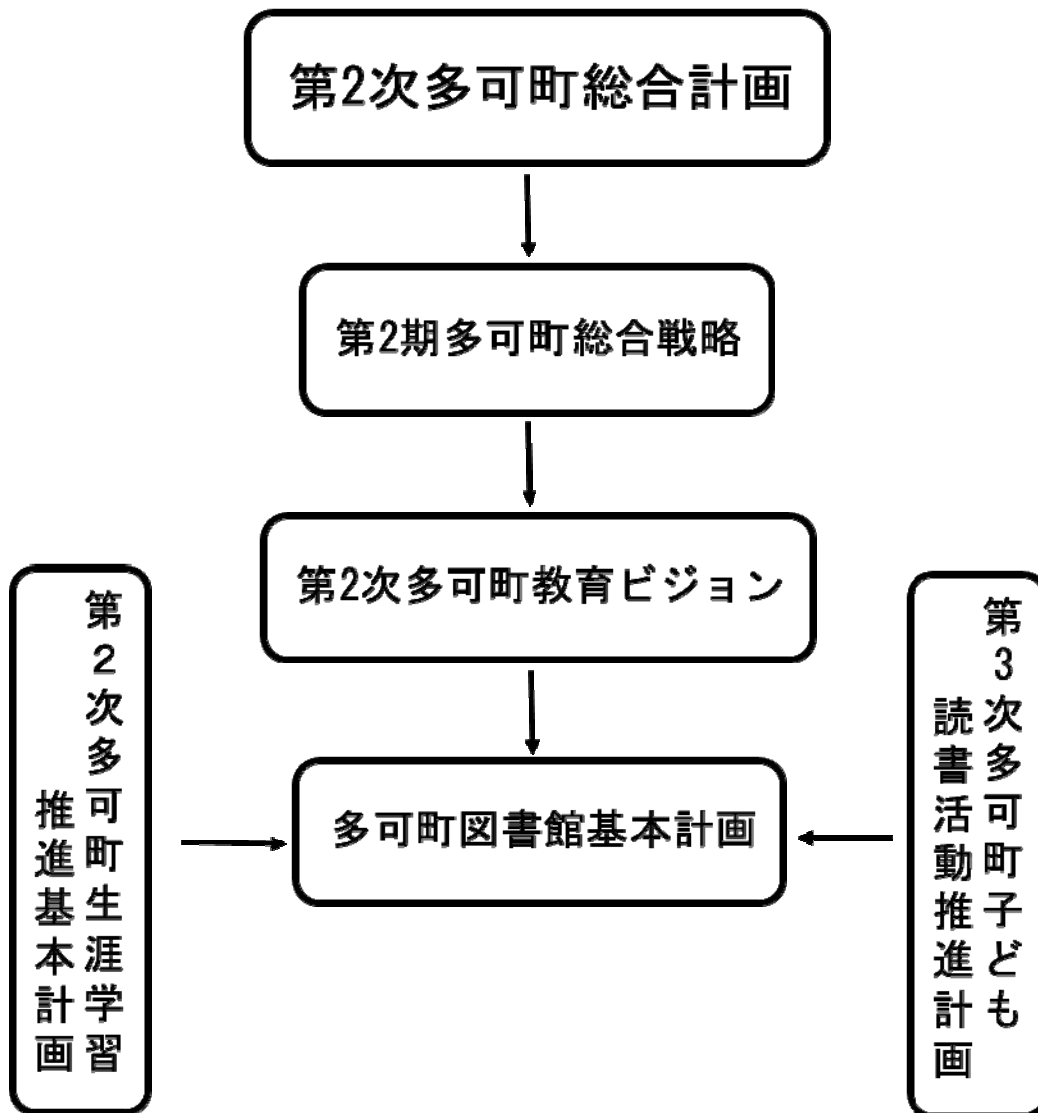 第2次多可町総合計画
第2期多可町総合戦略
第2次多可町教育ビジョン
多可町図書館基本計画
第2次多可町生涯学習
推進基本計画
第3次多可町子ども
読書活動推進計画